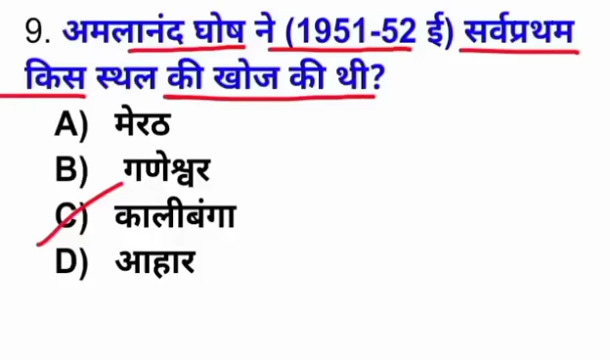 9. अमलानंद घोष ने (1951-52 ई) सर्वप्रथम
किस स्थल की खोज की थी?
A) मेरठ
B) गणेश्वर
C) कालीबंगा
D) आहार